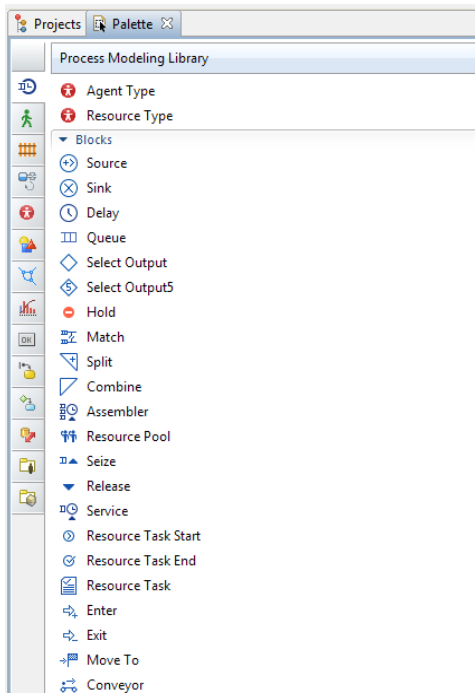 Projects Palette
Process Modeling Library
Agent Type
Resource Type
Blocks
Source
Sink
Delay
Queue
Select Output
Select Output5
Hold
Match
Split
Combine
Assembler
Resource Pool
Seize
Release
Service
Resource Task Start
Resource Task End
Resource Task
Enter
Exit
Move To
Conveyor
OK